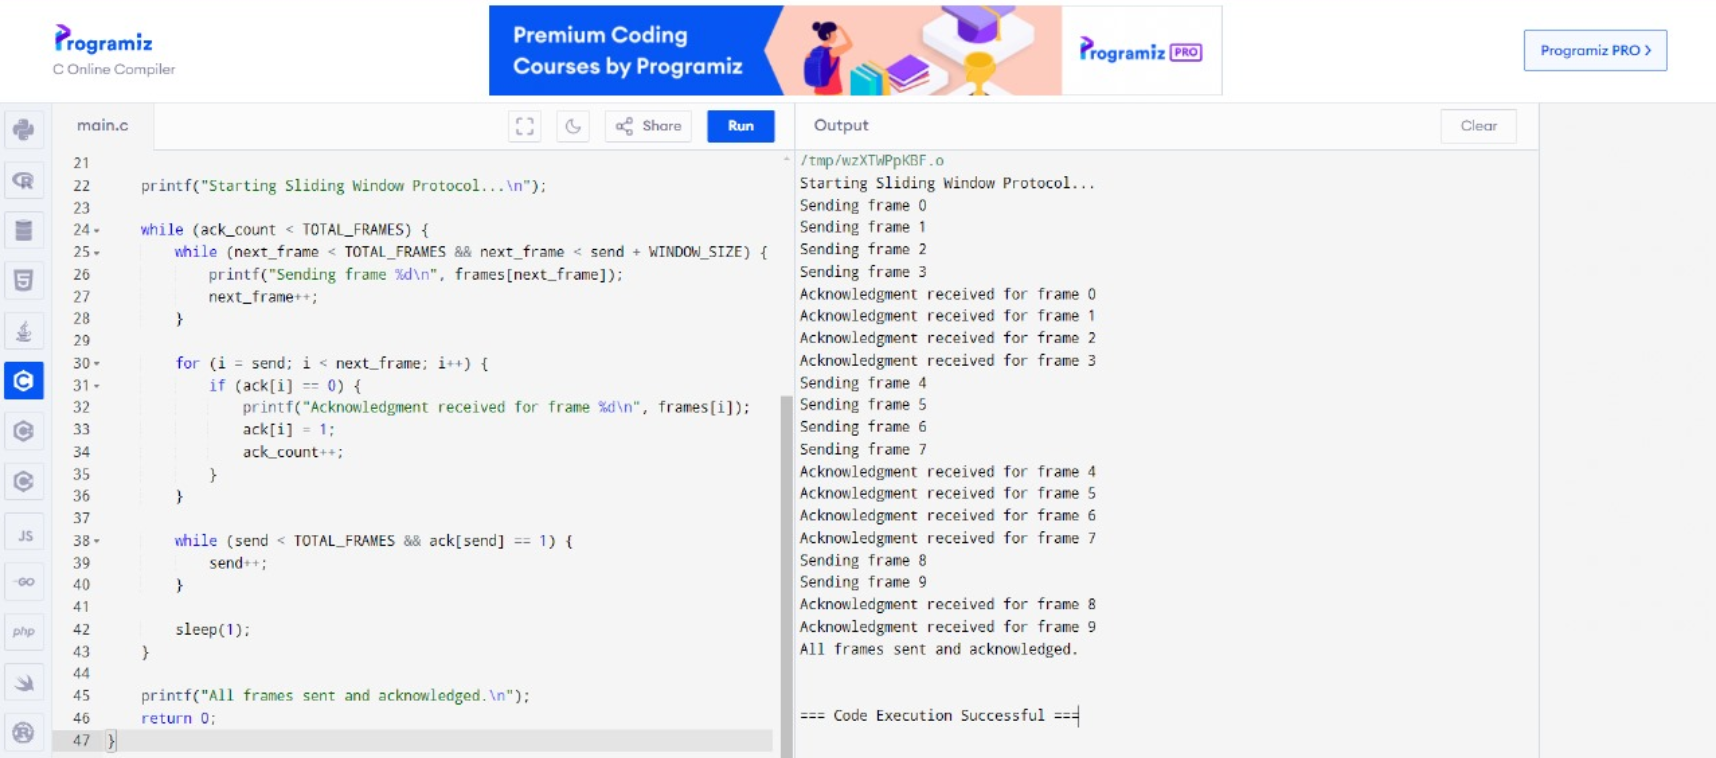 Programiz
C Online Compiler
Premium Coding
Courses by Programiz
Programiz PRO
Programiz PRO >
main.c
Share
Run
Output
Clear
21
22 printf("Starting Sliding Window Protocol...\n");
23
24 while (ack_count < TOTAL_FRAMES) {
25 while (next_frame < TOTAL_FRAMES && next_frame < send + WINDOW_SIZE) {
26 printf("Sending frame %d\n", frames[next_frame]);
27 next_frame++;
28 }
29
30 for (i = send; i < next_frame; i++) {
31 if (ack[i] == 0) {
32 printf("Acknowledgment received for frame %d\n", frames[i]);
33 ack[i] = 1;
34 ack_count++;
35 }
36 }
37
38 while (send < TOTAL_FRAMES && ack[send] == 1) {
39 send++;
40 }
41
42 sleep(1);
43 }
44
45 printf("All frames sent and acknowledged.\n");
46 return 0;
47 }
/tmp/wzXTWPpKBF.o
Starting Sliding Window Protocol...
Sending frame 0
Sending frame 1
Sending frame 2
Sending frame 3
Acknowledgment received for frame 0
Acknowledgment received for frame 1
Acknowledgment received for frame 2
Acknowledgment received for frame 3
Sending frame 4
Sending frame 5
Sending frame 6
Sending frame 7
Acknowledgment received for frame 4
Acknowledgment received for frame 5
Acknowledgment received for frame 6
Acknowledgment received for frame 7
Sending frame 8
Sending frame 9
Acknowledgment received for frame 8
Acknowledgment received for frame 9
All frames sent and acknowledged.
=== Code Execution Successful ===
R
5
C
C
C
JS
GO
php